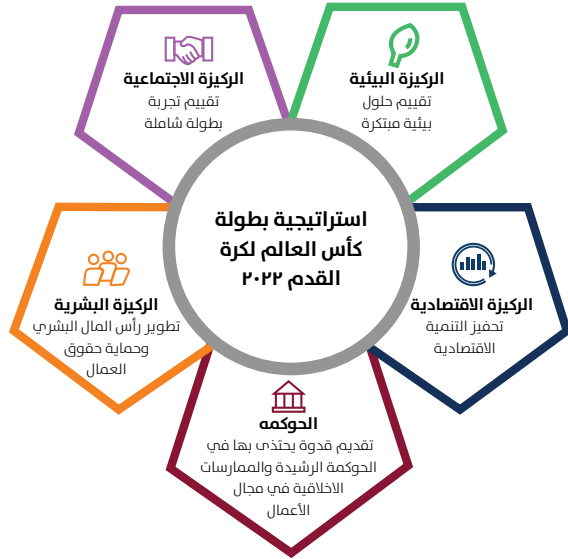 استراتيجية بطولة
كأس العالم لكرة
القدم ٢٠٢٢
الركيزة البيئية
تقييم حلول
بيئية مبتكرة
الركيزة الاقتصادية
تحفيز التنمية
الاقتصادية
الحوكمه
تقديم قدوة يحتذى بها في
الحوكمة الرشيدة والممارسات
الاخلاقية في مجال
الأعمال
الركيزة البشرية
تطوير رأس المال البشري
وحماية حقوق
العمال
الركيزة الاجتماعية
تقييم تجربة
بطولة شاملة